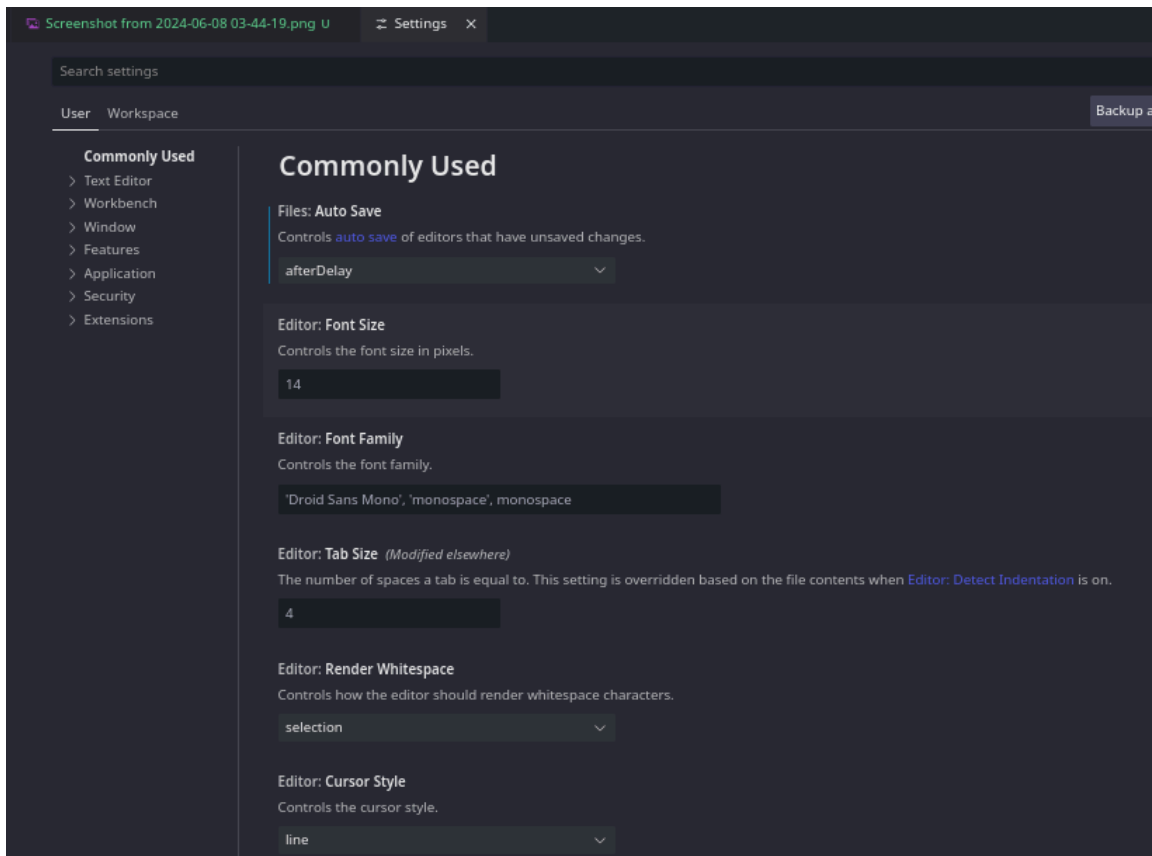 Screenshot from 2024-06-08 03-44-19.png U
Settings
Search settings
User Workspace
Backup a
Commonly Used
Text Editor
Workbench
Window
Features
Application
Security
Extensions
Commonly Used
Files: Auto Save
Controls auto save of editors that have unsaved changes.
afterDelay
Editor: Font Size
Controls the font size in pixels.
14
Editor: Font Family
Controls the font family.
'Droid Sans Mono', 'monospace', monospace
Editor: Tab Size (Modified elsewhere)
The number of spaces a tab is equal to. This setting is overridden based on the file contents when Editor: Detect Indentation is on.
4
Editor: Render Whitespace
Controls how the editor should render whitespace characters.
selection
Editor: Cursor Style
Controls the cursor style.
line